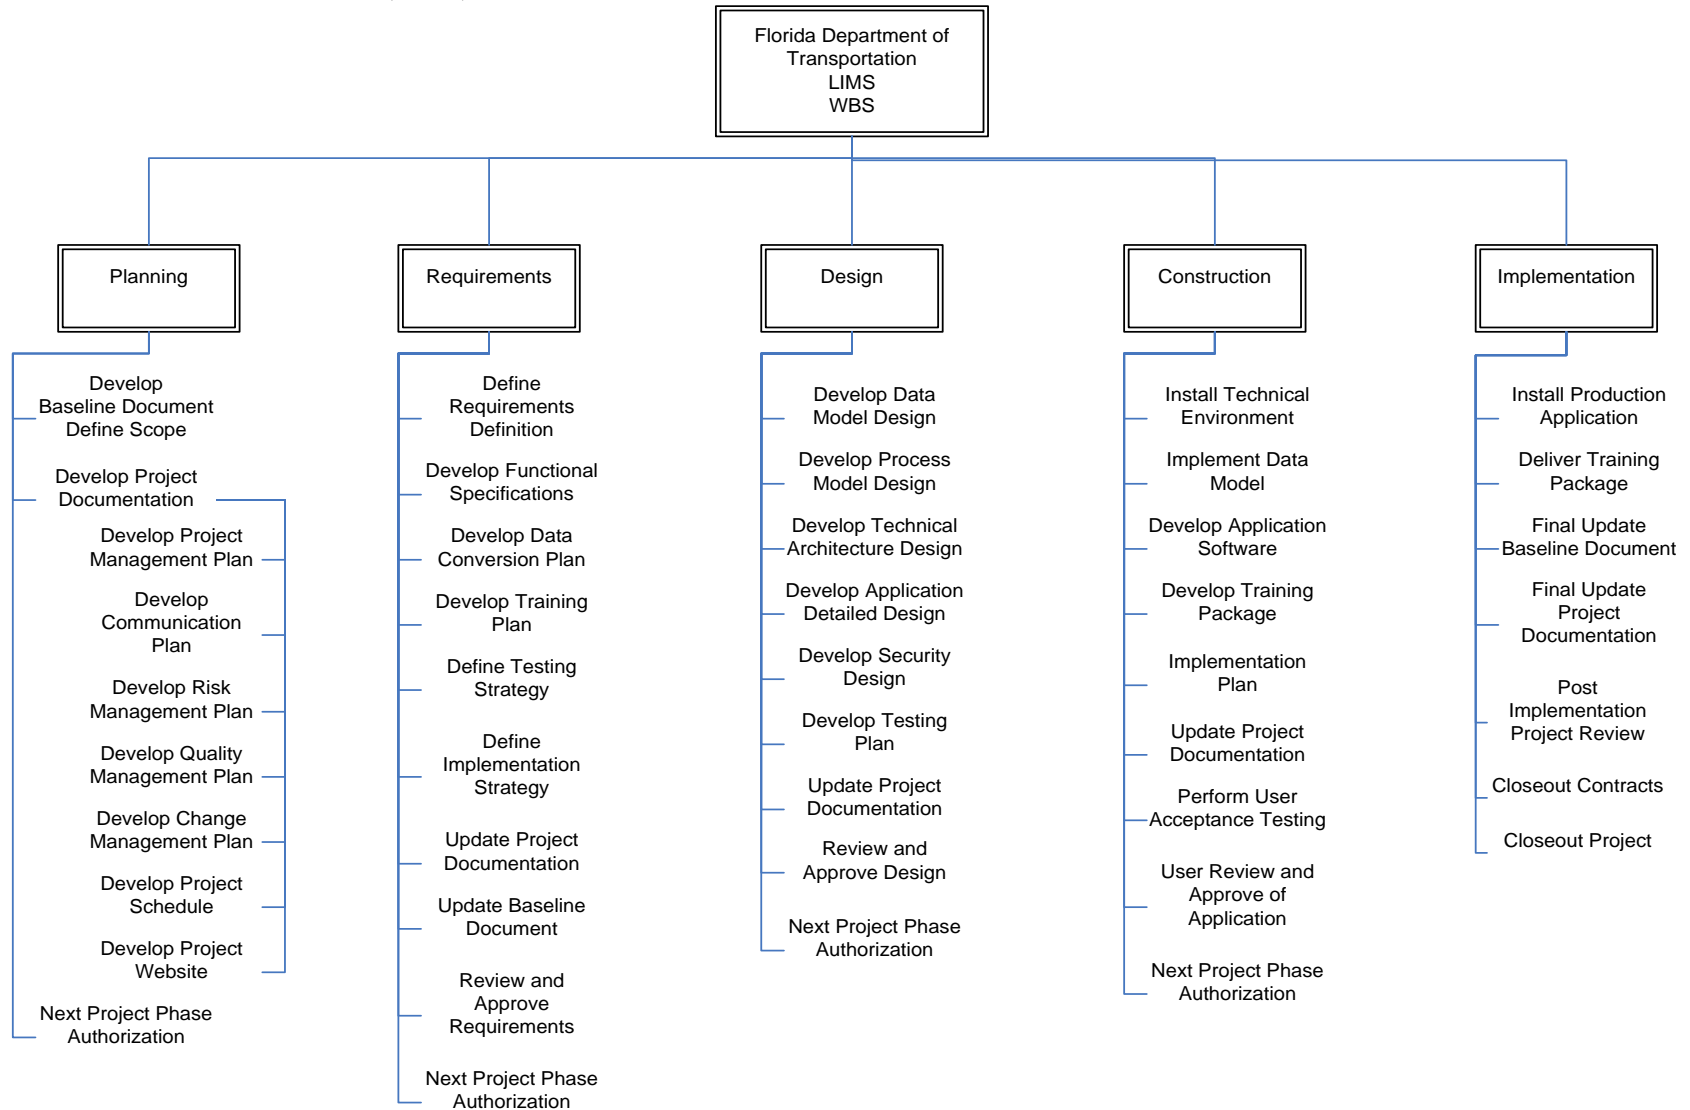 Florida Department of
Transportation
LIMS
WBS
Planning
Requirements
Design
Construction
Implementation
Develop
Baseline Document
Define Scope
Develop Project
Documentation
Develop Project
Management Plan
Develop
Communication
Plan
Develop Risk
Management Plan
Develop Quality
Management Plan
Develop Change
Management Plan
Develop Project
Schedule
Develop Project
Website
Next Project Phase
Authorization
Define
Requirements
Definition
Develop Functional
Specifications
Develop Data
Conversion Plan
Develop Training
Plan
Define Testing
Strategy
Define
Implementation
Strategy
Update Project
Documentation
Update Baseline
Document
Review and
Approve
Requirements
Next Project Phase
Authorization
Develop Data
Model Design
Develop Process
Model Design
Develop Technical
Architecture Design
Develop Application
Detailed Design
Develop Security
Design
Develop Testing
Plan
Update Project
Documentation
Review and
Approve Design
Next Project Phase
Authorization
Install Technical
Environment
Implement Data
Model
Develop Application
Software
Develop Training
Package
Implementation
Plan
Update Project
Documentation
Perform User
Acceptance Testing
User Review and
Approve of
Application
Next Project Phase
Authorization
Install Production
Application
Deliver Training
Package
Final Update
Baseline Document
Final Update
Project
Documentation
Post
Implementation
Project Review
Closeout Contracts
Closeout Project